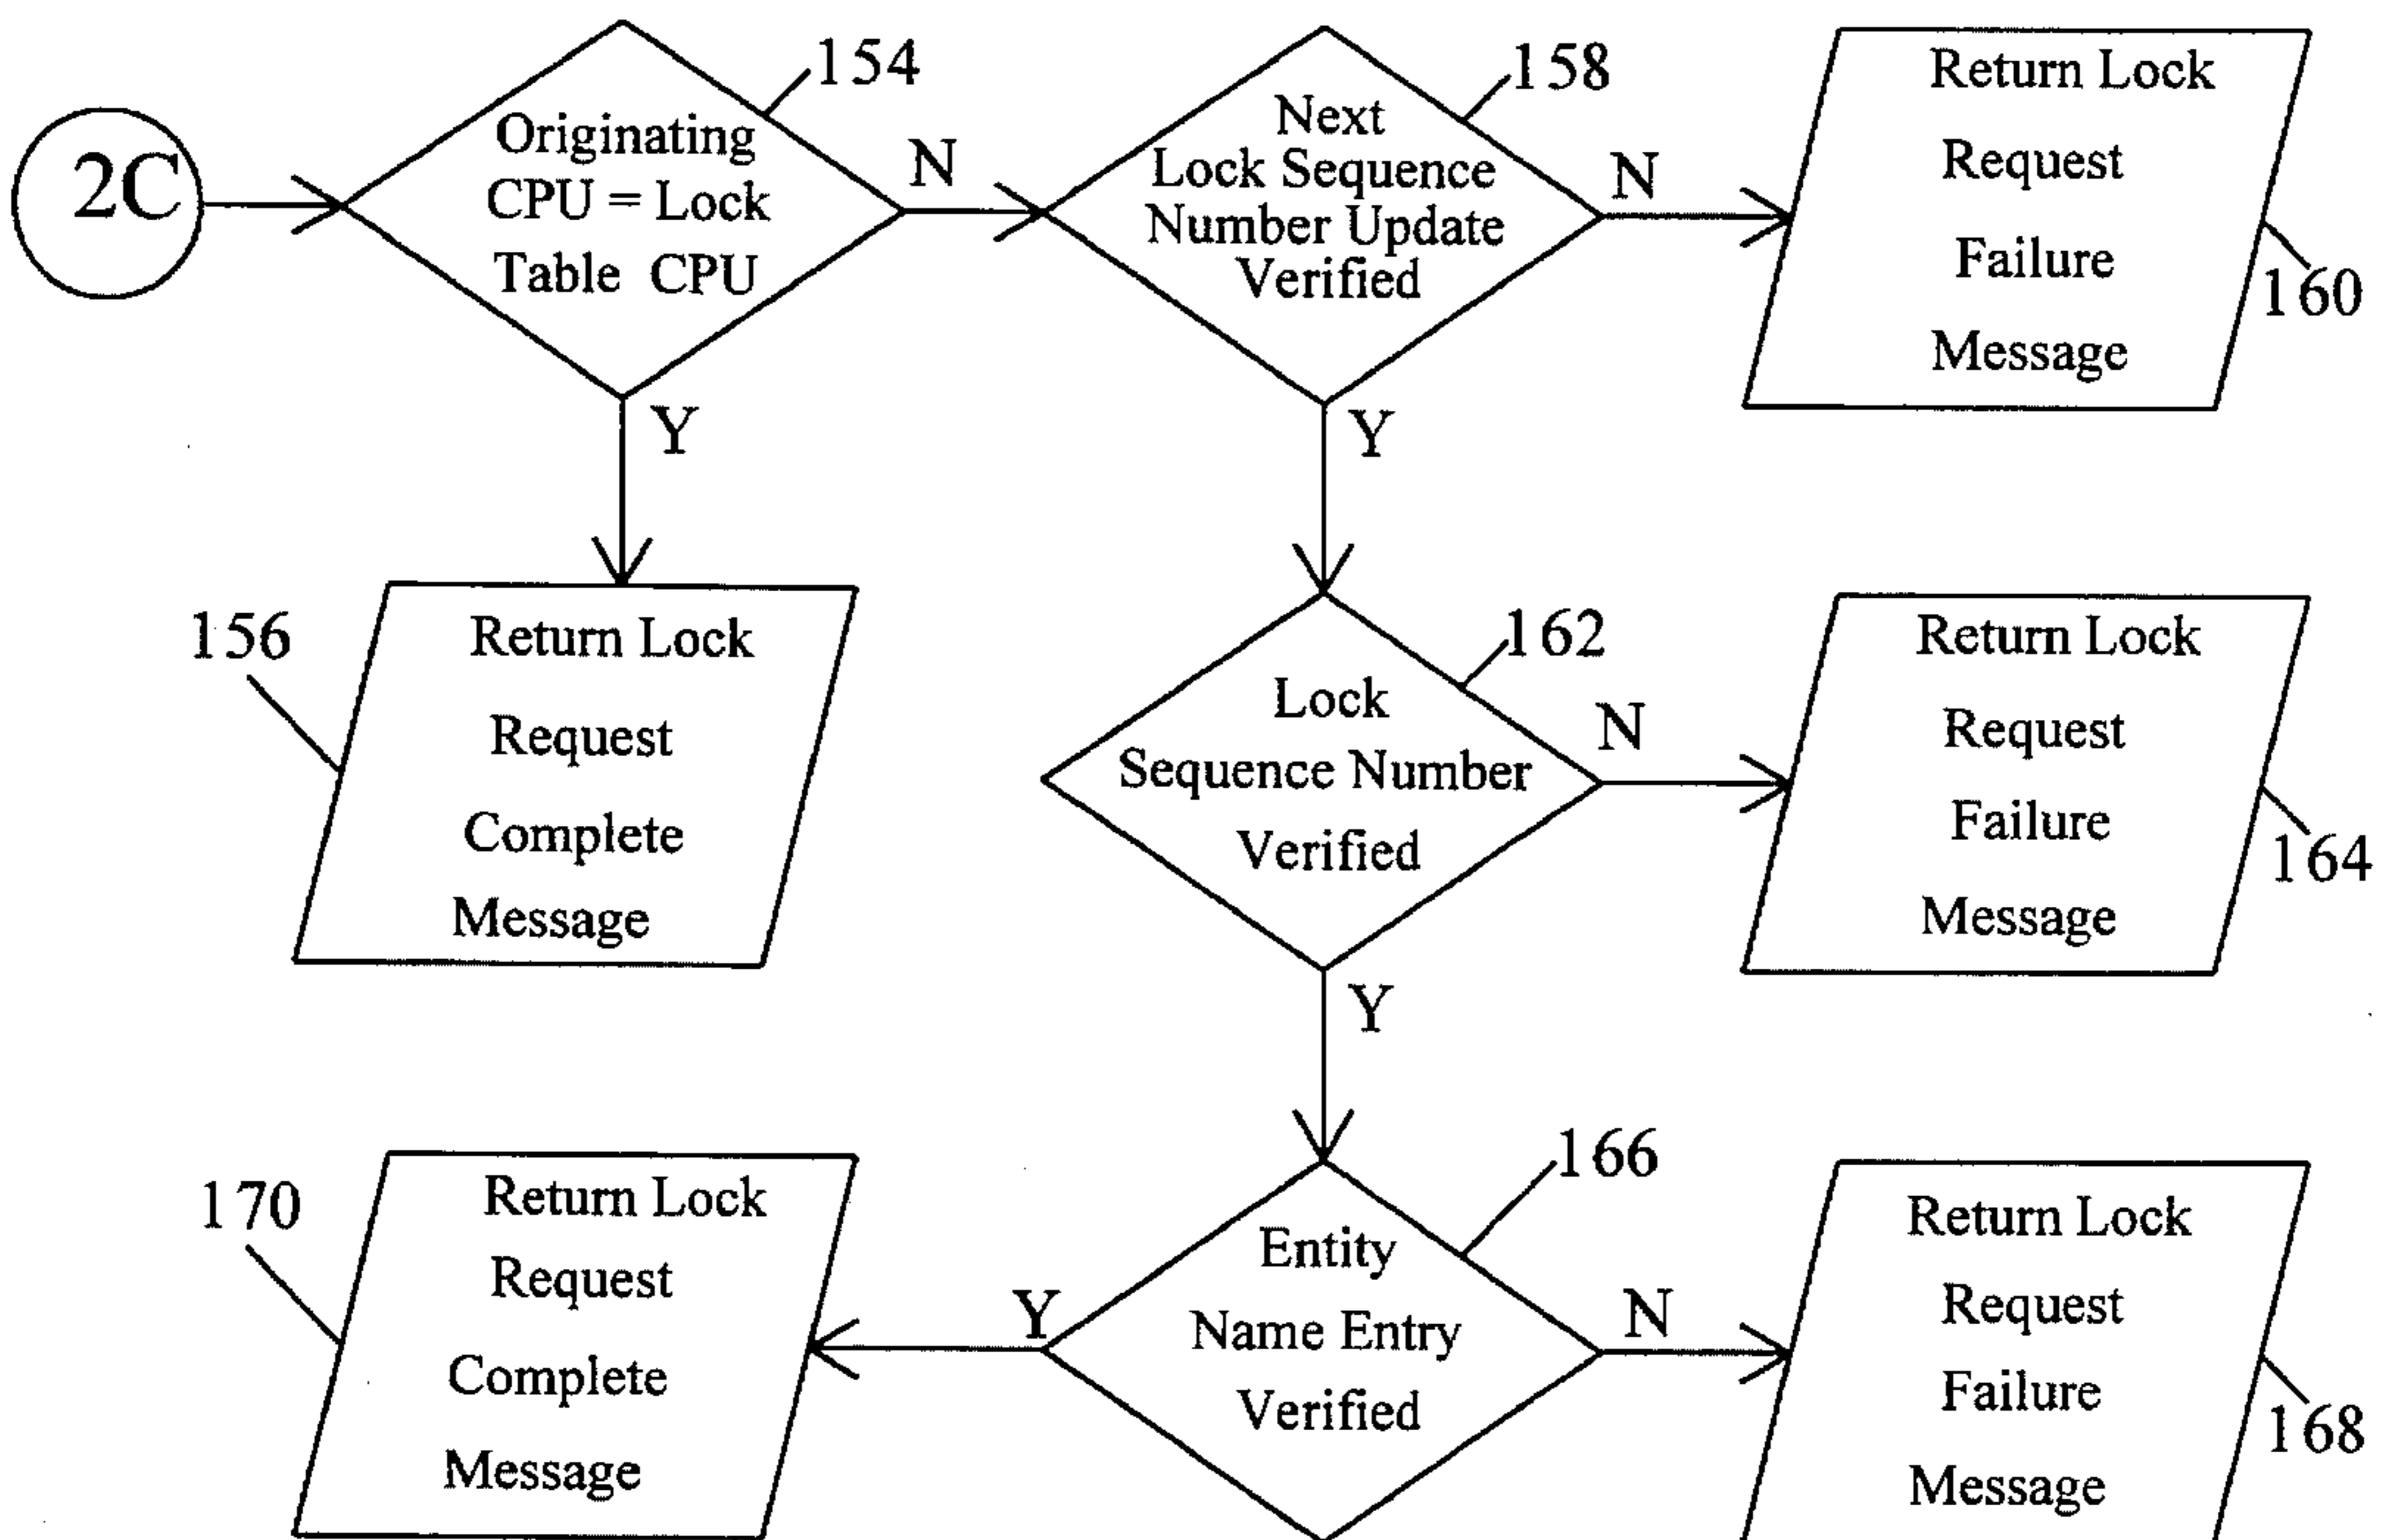 2C
Originating
CPU = Lock
Table CPU
154
N
Y
Next
Lock Sequence
Number Update
Verified
158
N
Y
Return Lock
Request
Failure
Message
160
156
Return Lock
Request
Complete
Message
Lock
Sequence Number
Verified
162
N
Y
Return Lock
Request
Failure
Message
164
170
Return Lock
Request
Complete
Message
Y
Entity
Name Entry
Verified
166
N
Return Lock
Request
Failure
Message
168